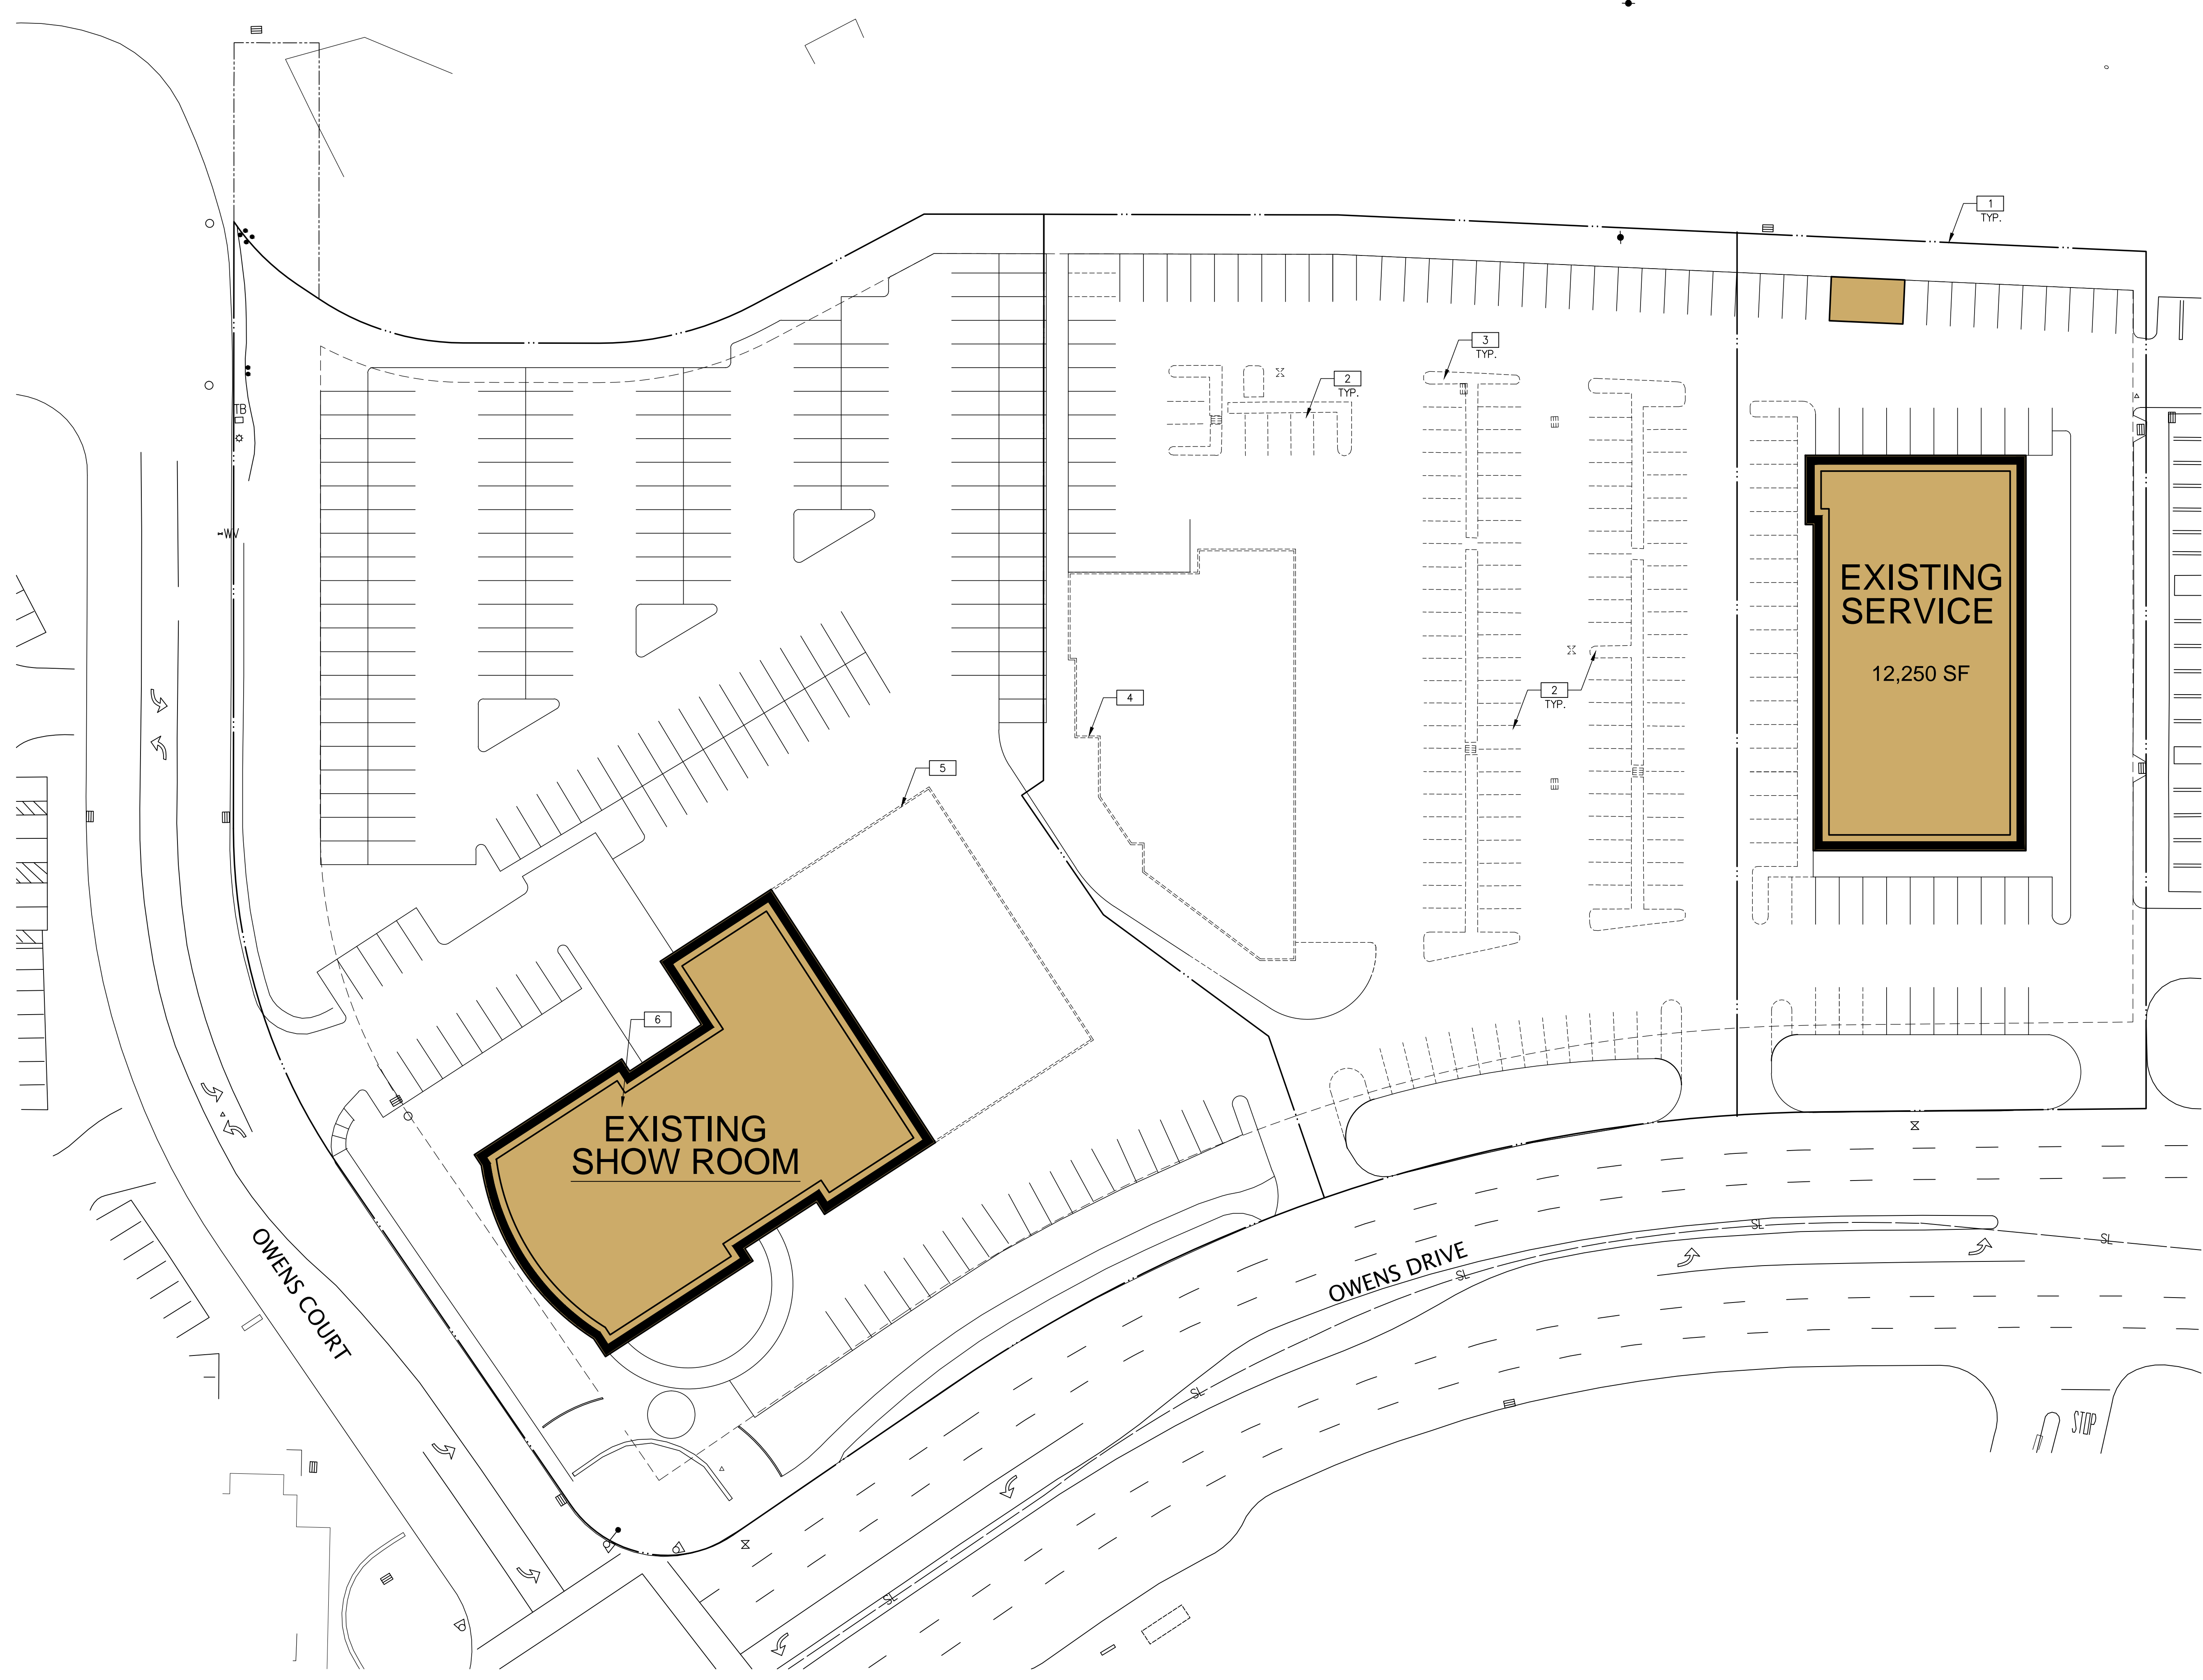 1
TYP.
3
TYP.
2
TYP.
TB
WV
EXISTING
SERVICE
12,250 SF
2
TYP.
4
5
6
EXISTING
SHOW ROOM
OWENS COURT
OWENS DRIVE
SL
SL
SL
SL
SL
STOP